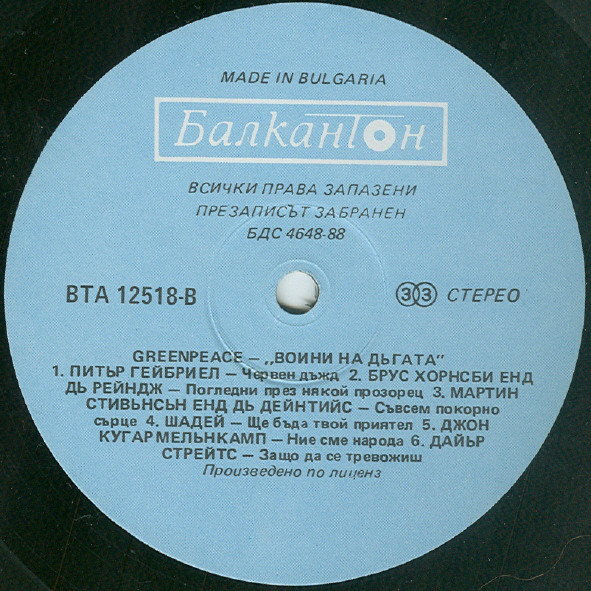 MADE IN BULGARIA
Балкантон
ВСИЧКИ ПРАВА ЗАПАЗЕНИ
ПРЕЗАПИСЪТ ЗАБРАНЕН
БДС 4648-88
ВТА 12518-В
33 СТЕРЕО
GREENPEACE – „ВОИНИ НА ДЪГАТА"
1. ПИТЪР ГЕЙБРИЕЛ – Червен дъжд 2. БРУС ХОРНСБИ ЕНД
ДЬ РЕЙНДЖ – Погледни през някой прозорец 3. МАРТИН
СТИВЪНСЪН ЕНД ДЬ ДЕЙНТИЙС – Съвсем покорно
сърце 4. ШАДЕЙ – Ще бъда твой приятел 5. ДЖОН
КУГАР МЕЛЪНКАМП – Ние сме народа 6. ДАЙЪР
СТРЕЙТС – Защо да се тревожиш
Произведено по лиценз